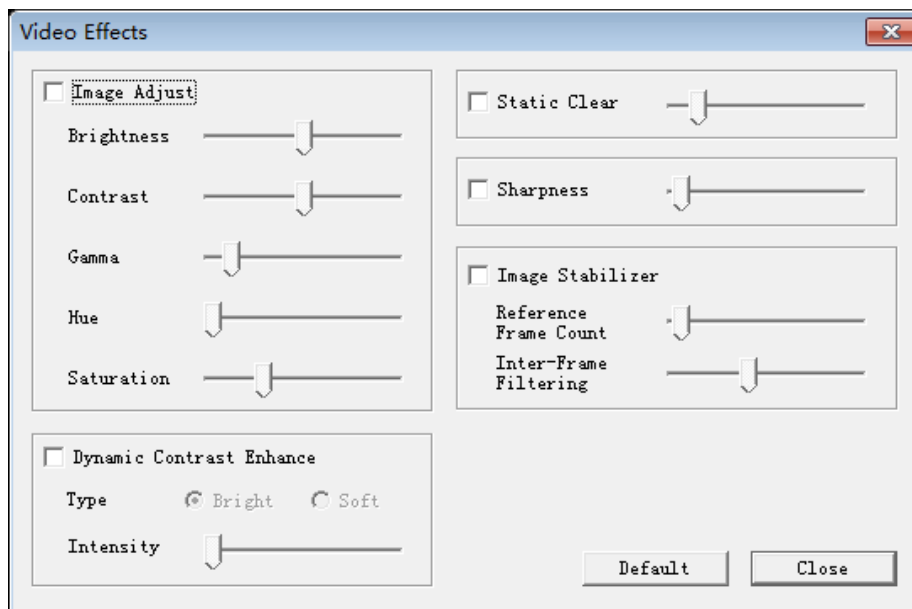 Video Effects
Image Adjust
Brightness
Contrast
Gamma
Hue
Saturation
Dynamic Contrast Enhance
Type Bright Soft
Intensity
Static Clear
Sharpness
Image Stabilizer
Reference
Frame Count
Inter-Frame
Filtering
Default Close